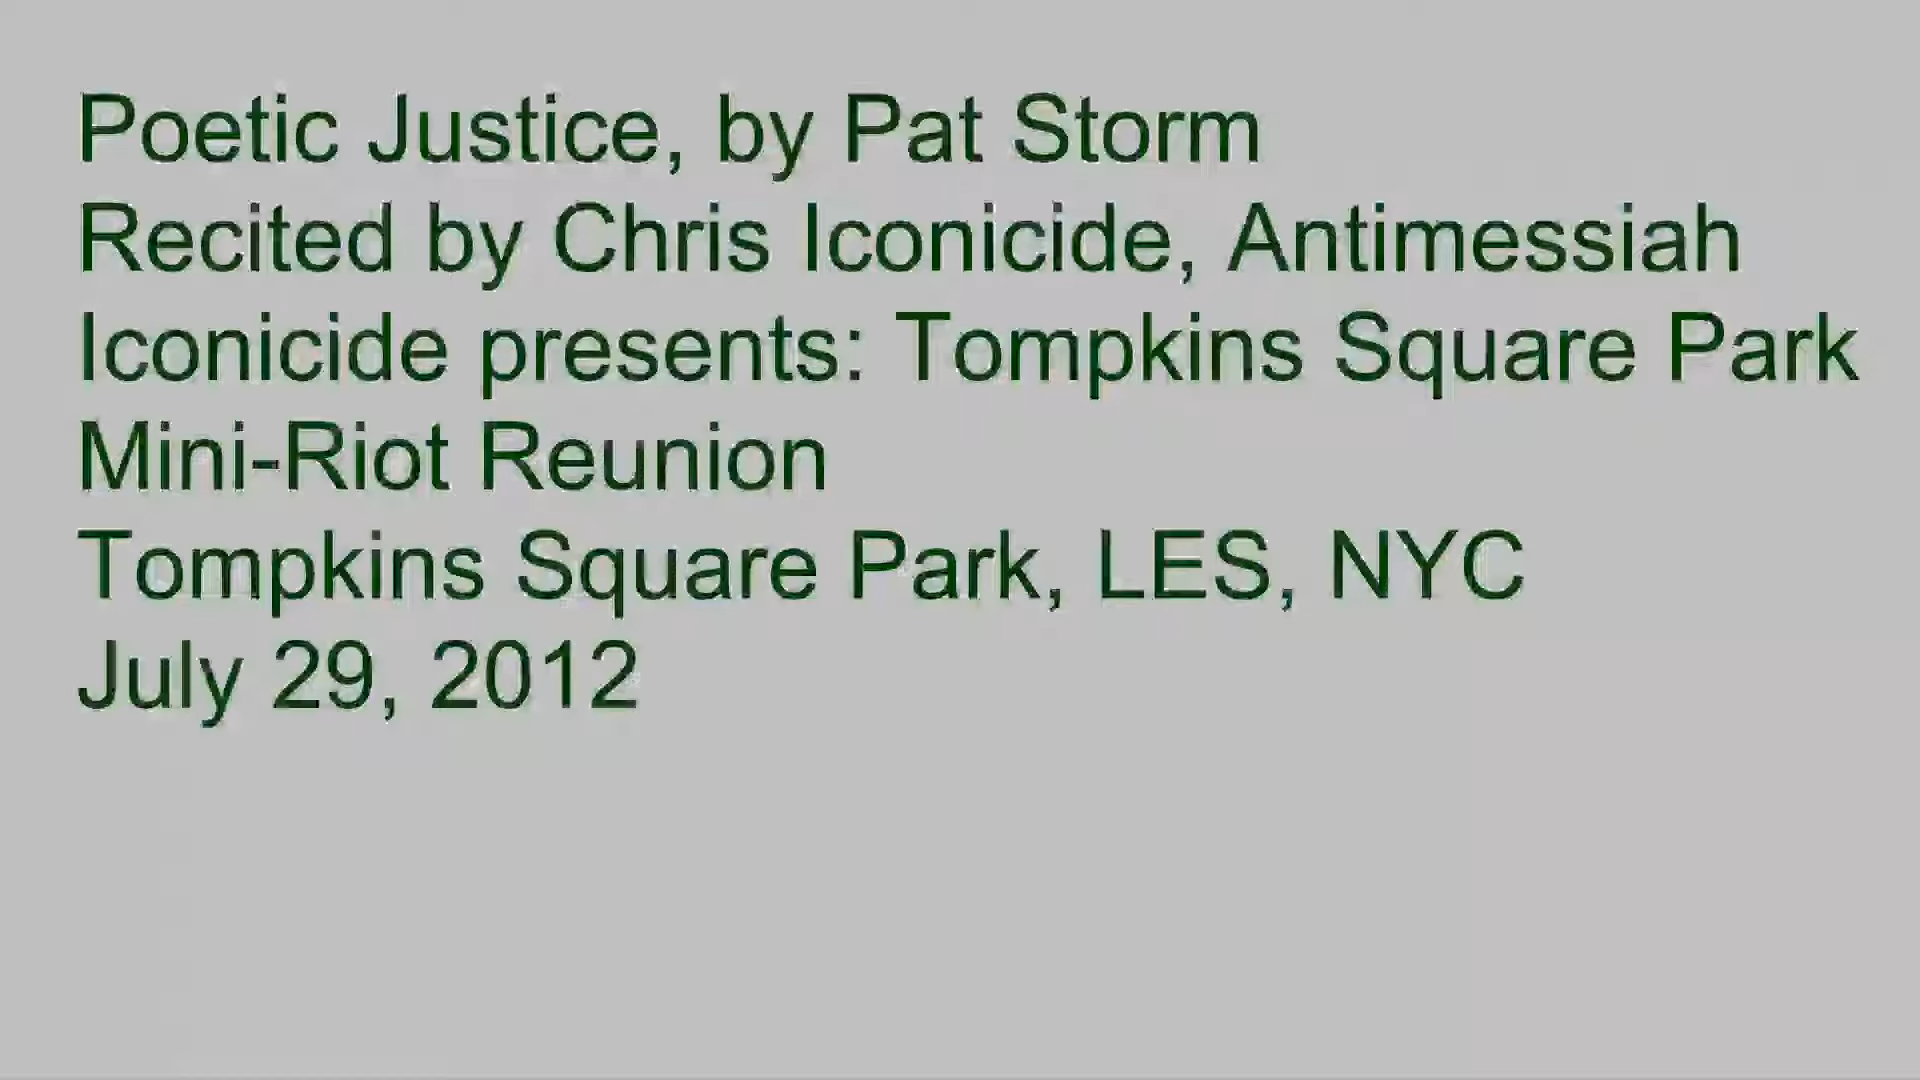 Poetic Justice, by Pat Storm
Recited by Chris Iconicide, Antimessiah
Iconicide presents: Tompkins Square Park
Mini-Riot Reunion
Tompkins Square Park, LES, NYC
July 29, 2012